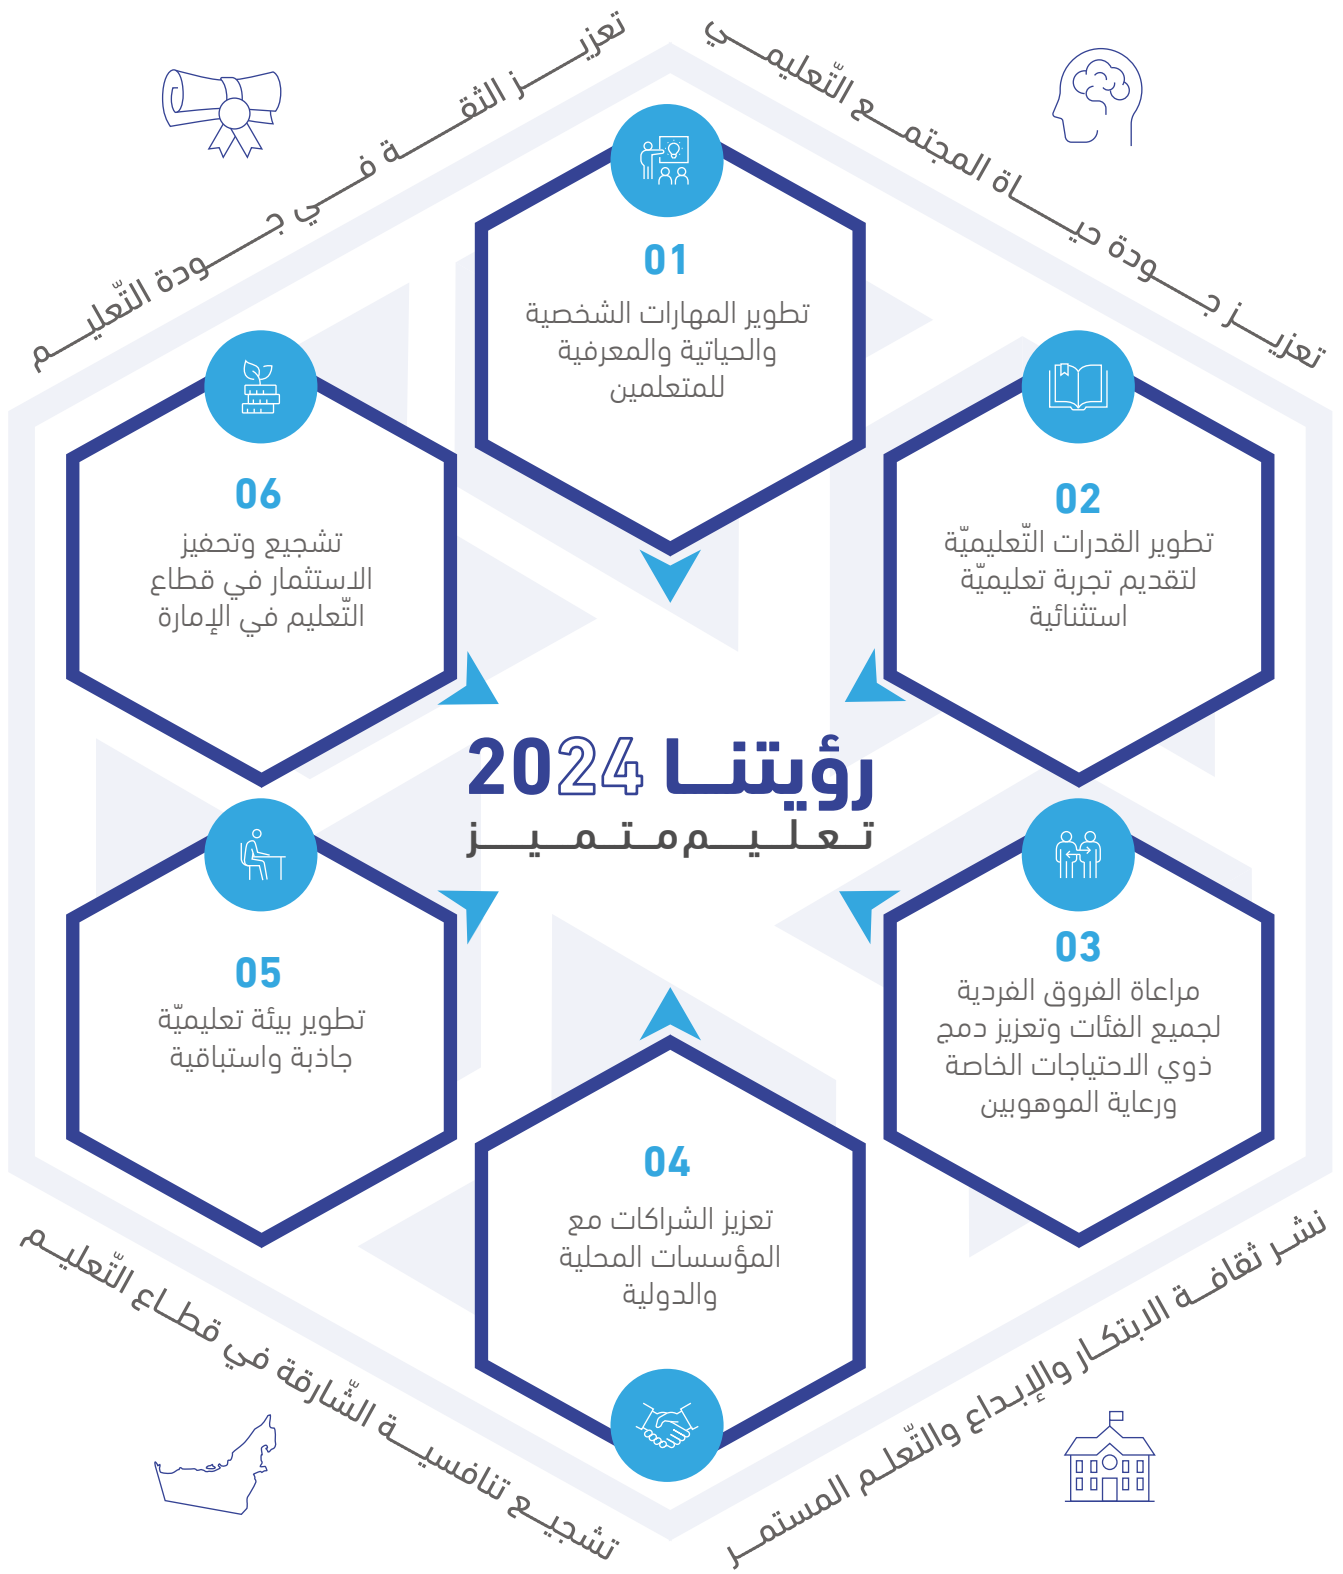 تعزيز جودة حياة المجتمع التّعليمي
تعزيز الثقة في جودة التّعليم
01
تطوير المهارات الشخصية
والحياتية والمعرفية
للمتعلمين
02
تطوير القدرات التّعليميّة
لتقديم تجربة تعليميّة
استثنائية
06
تشجيع وتحفيز
الاستثمار في قطاع
التّعليم في الإمارة
رؤيتنا 2024
تعليم متميز
03
مراعاة الفروق الفردية
لجميع الفئات وتعزيز دمج
ذوي الاحتياجات الخاصة
ورعاية الموهوبين
05
تطوير بيئة تعليميّة
جاذبة واستباقية
04
تعزيز الشراكات مع
المؤسسات المحلية
والدولية
نشر ثقافة الابتكار والإبداع والتّعلم المستمر
تشجيع تنافسية الشّارقة في قطاع التّعليم